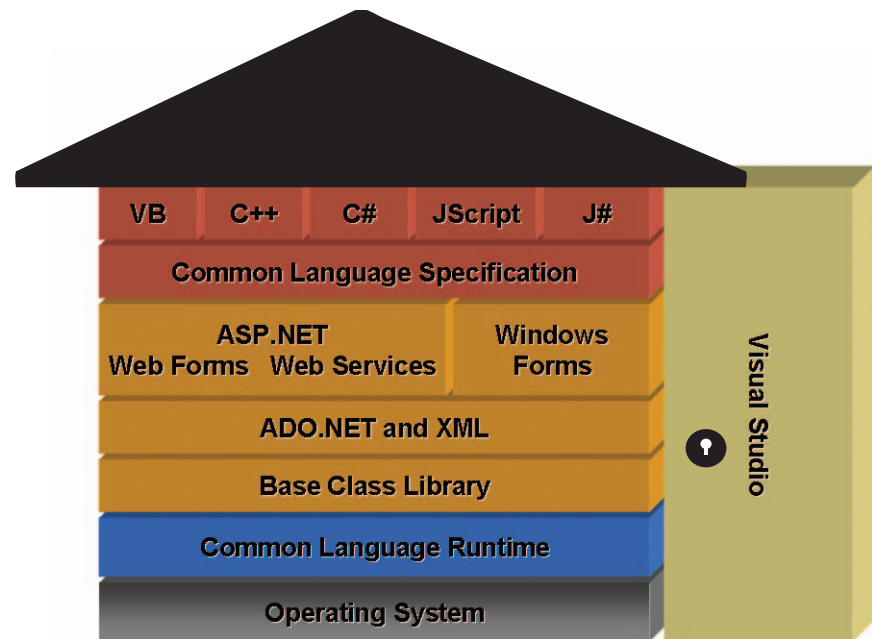 VB C++ C# JScript J#
Common Language Specification
ASP.NET
Web Forms Web Services
Windows
Forms
ADO.NET and XML
Base Class Library
Common Language Runtime
Operating System
Visual Studio